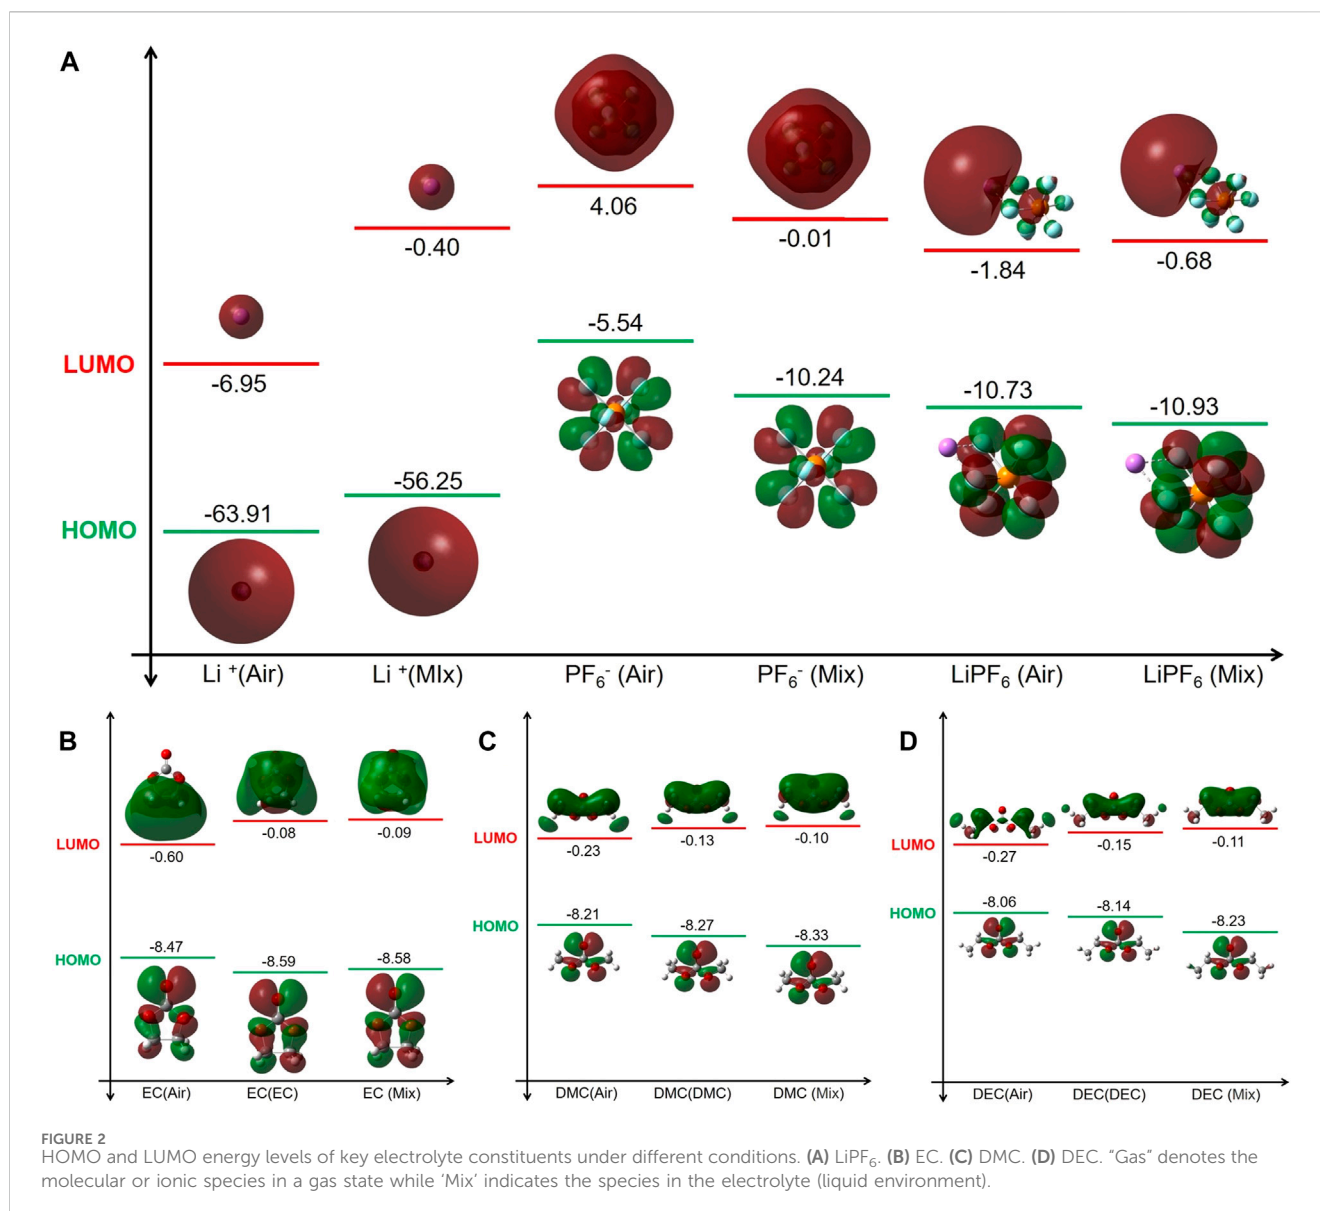 A
4.06
-0.01
-0.40
-1.84
-0.68
-5.54
LUMO
-6.95
-10.24
-10.73
-10.93
-56.25
HOMO
-63.91
Li +(Air)
Li +(MIx)
PF6- (Air)
PF6- (Mix)
LiPF6 (Air)
LiPF6 (Mix)
B
LUMO
-0.60
-0.08
-0.09
HOMO
-8.47
-8.59
-8.58
EC(Air)
EC(EC)
EC (Mix)
C
LUMO
-0.23
-0.13
-0.10
HOMO
-8.21
-8.27
-8.33
DMC(Air)
DMC(DMC)
DMC (Mix)
D
LUMO
-0.27
-0.15
-0.11
HOMO
-8.06
-8.14
-8.23
DEC(Air)
DEC(DEC)
DEC (Mix)
FIGURE 2
HOMO and LUMO energy levels of key electrolyte constituents under different conditions. (A) LiPF6. (B) EC. (C) DMC. (D) DEC. “Gas” denotes the
molecular or ionic species in a gas state while ‘Mix’ indicates the species in the electrolyte (liquid environment).